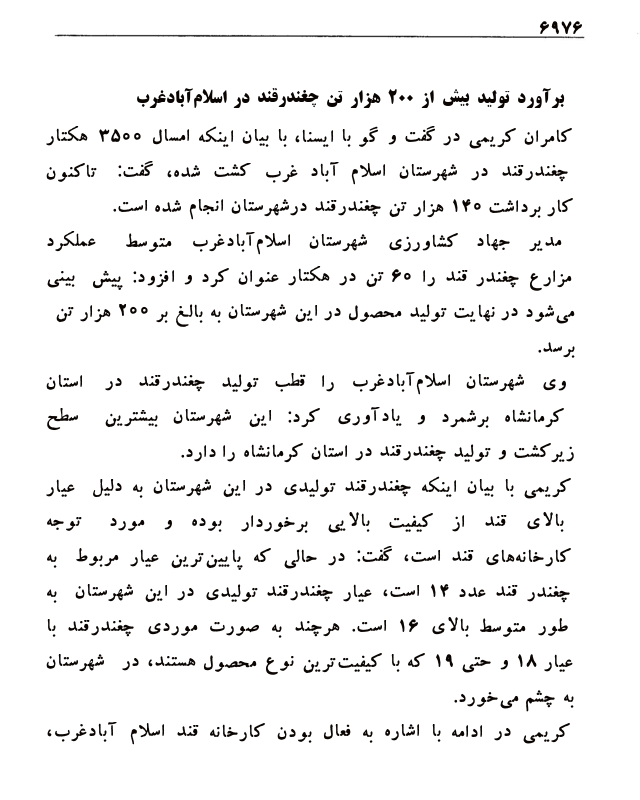 ۶۹۷۶
برآورد تولید بیش از ۲۰۰ هزار تن چغندرقند در اسلام‌آبادغرب
کامران کریمی در گفت و گو با ایسنا، با بیان اینکه امسال ۳۵۰۰ هکتار
چغندرقند در شهرستان اسلام آباد غرب کشت شده، گفت: تاکنون
کار برداشت ۱۴۰ هزار تن چغندرقند درشهرستان انجام شده است.
مدیر جهاد کشاورزی شهرستان اسلام‌آبادغرب متوسط عملکرد
مزارع چغندر قند را ۶۰ تن در هکتار عنوان کرد و افزود: پیش بینی
می‌شود در نهایت تولید محصول در این شهرستان به بالغ بر ۲۰۰ هزار تن
برسد.
وی شهرستان اسلام‌آبادغرب را قطب تولید چغندرقند در استان
کرمانشاه برشمرد و یادآوری کرد: این شهرستان بیشترین سطح
زیرکشت و تولید چغندرقند در استان کرمانشاه را دارد.
کریمی با بیان اینکه چغندرقند تولیدی در این شهرستان به دلیل عیار
بالای قند از کیفیت بالایی برخوردار بوده و مورد توجه
کارخانه‌های قند است، گفت: در حالی که پایین‌ترین عیار مربوط به
چغندر قند عدد ۱۴ است، عیار چغندرقند تولیدی در این شهرستان به
طور متوسط بالای ۱۶ است. هرچند به صورت موردی چغندرقند با
عیار ۱۸ و حتی ۱۹ که با کیفیت‌ترین نوع محصول هستند، در شهرستان
به چشم می‌خورد.
کریمی در ادامه با اشاره به فعال بودن کارخانه قند اسلام آبادغرب،